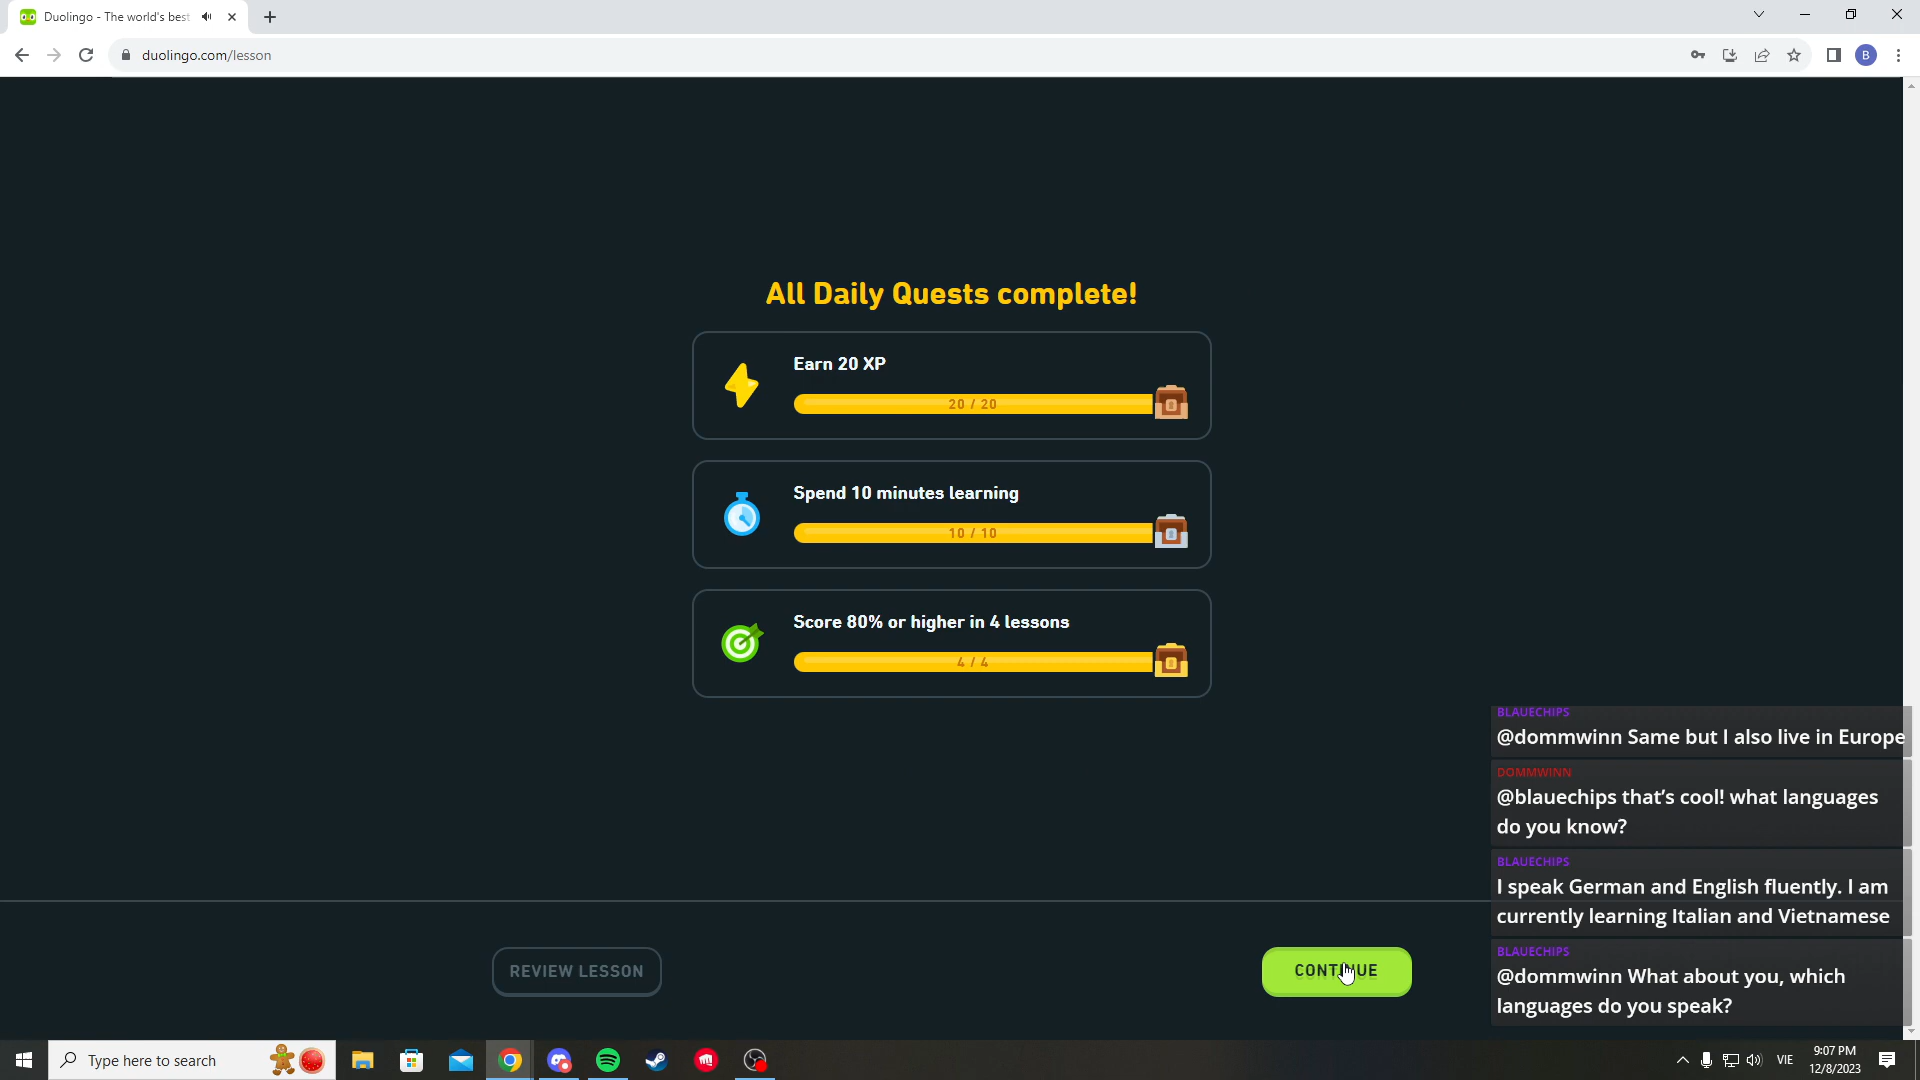 Duolingo - The world's best
duolingo.com/lesson
B
All Daily Quests complete!
Earn 20 XP
20 / 20
Spend 10 minutes learning
10 / 10
Score 80% or higher in 4 lessons
4 / 4
BLAUECHIPS
@dommwinn Same but I also live in Europe
DOMMWINN
@blauechips that's cool! what languages
do you know?
BLAUECHIPS
I speak German and English fluently. I am
currently learning Italian and Vietnamese
BLAUECHIPS
@dommwinn What about you, which
languages do you speak?
REVIEW LESSON
CONTINUE
Type here to search
VIE
9:07 PM
12/8/2023